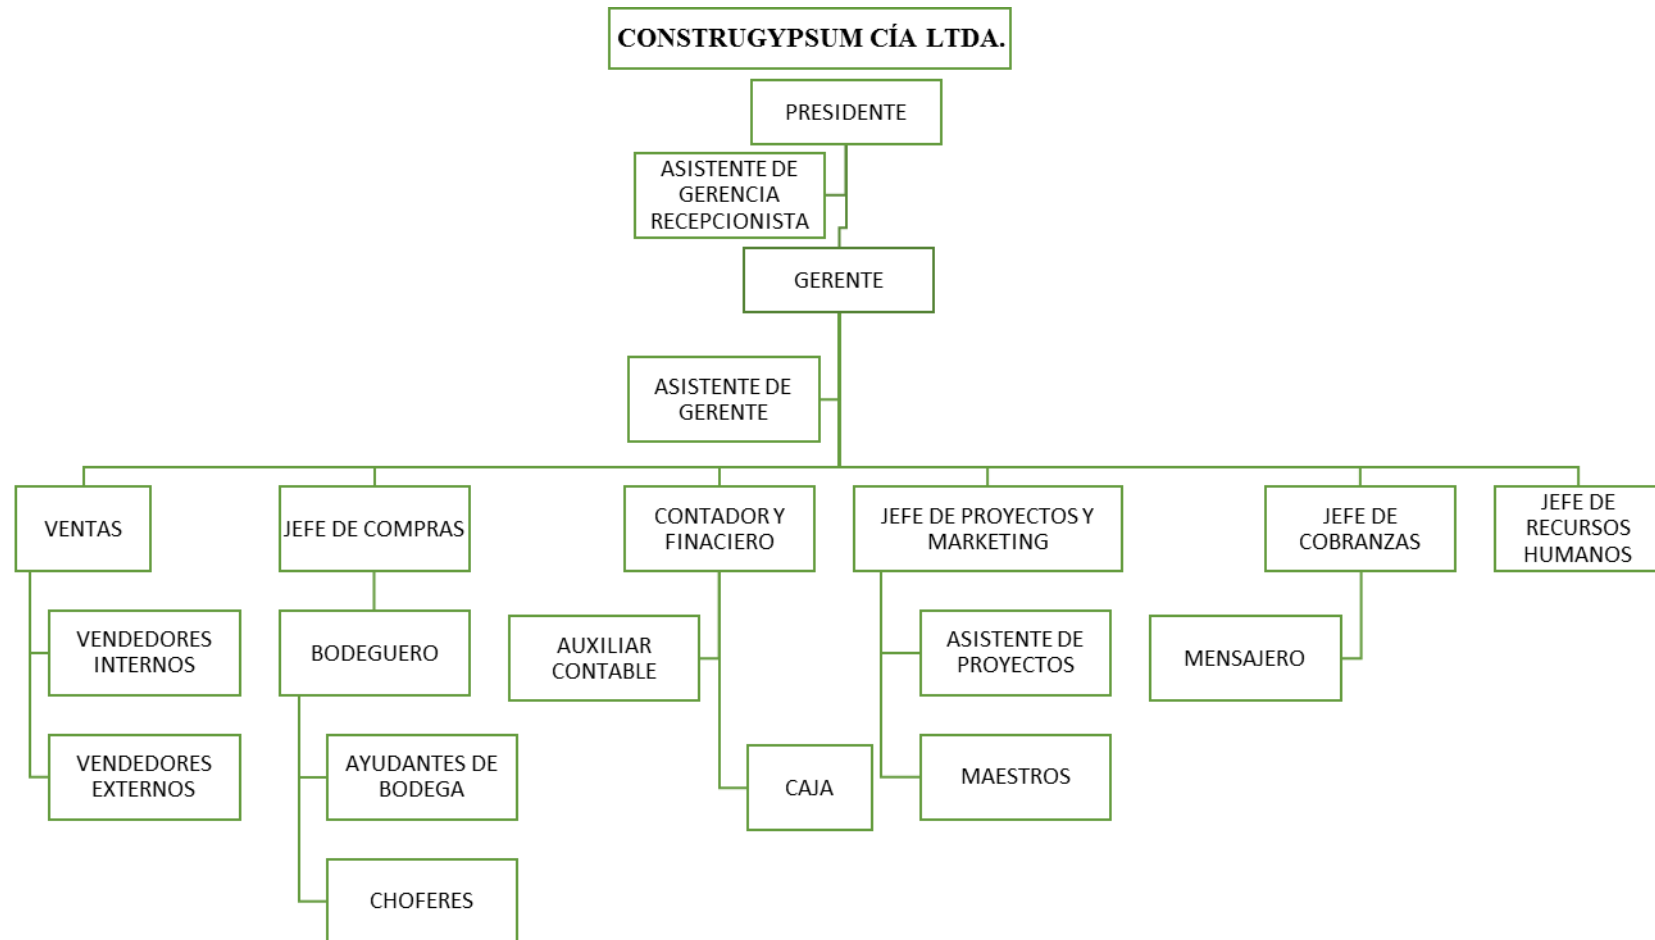 CONSTRUGYPSUM CÍA LTDA.
PRESIDENTE
ASISTENTE DE
GERENCIA
RECEPCIONISTA
GERENTE
ASISTENTE DE
GERENTE
VENTAS
JEFE DE COMPRAS
CONTADOR Y
FINACIERO
JEFE DE PROYECTOS Y
MARKETING
JEFE DE
COBRANZAS
JEFE DE
RECURSOS
HUMANOS
VENDEDORES
INTERNOS
BODEGUERO
AUXILIAR
CONTABLE
ASISTENTE DE
PROYECTOS
MENSAJERO
VENDEDORES
EXTERNOS
AYUDANTES DE
BODEGA
CAJA
MAESTROS
CHOFERES